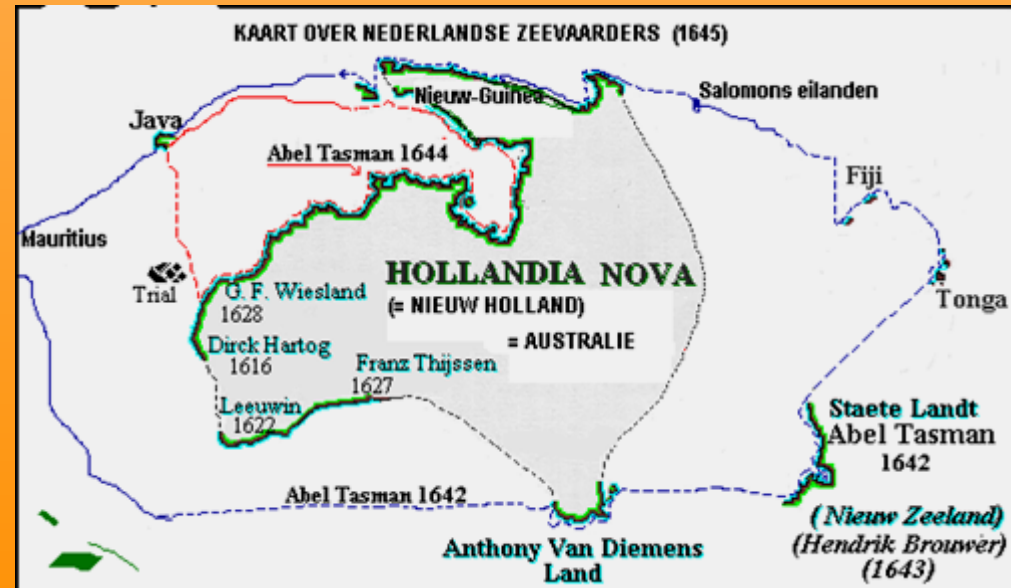 KAART OVER NEDERLANDSE ZEEVAARDERS (1645)
Nieuw-Guinea
Salomons eilanden
Java
Abel Tasman 1644
Fiji
Mauritius
Trial
HOLLANDIA NOVA
(= NIEUW HOLLAND)
= AUSTRALIE
Tonga
G. F. Wiesland
1628
Dirck Hartog
1616
Franz Thijssen
1627
Leeuwin
1622
Staete Landt
Abel Tasman
1642
Abel Tasman 1642
Anthony Van Diemens
Land
(Nieuw Zeeland)
(Hendrik Brouwer)
(1643)